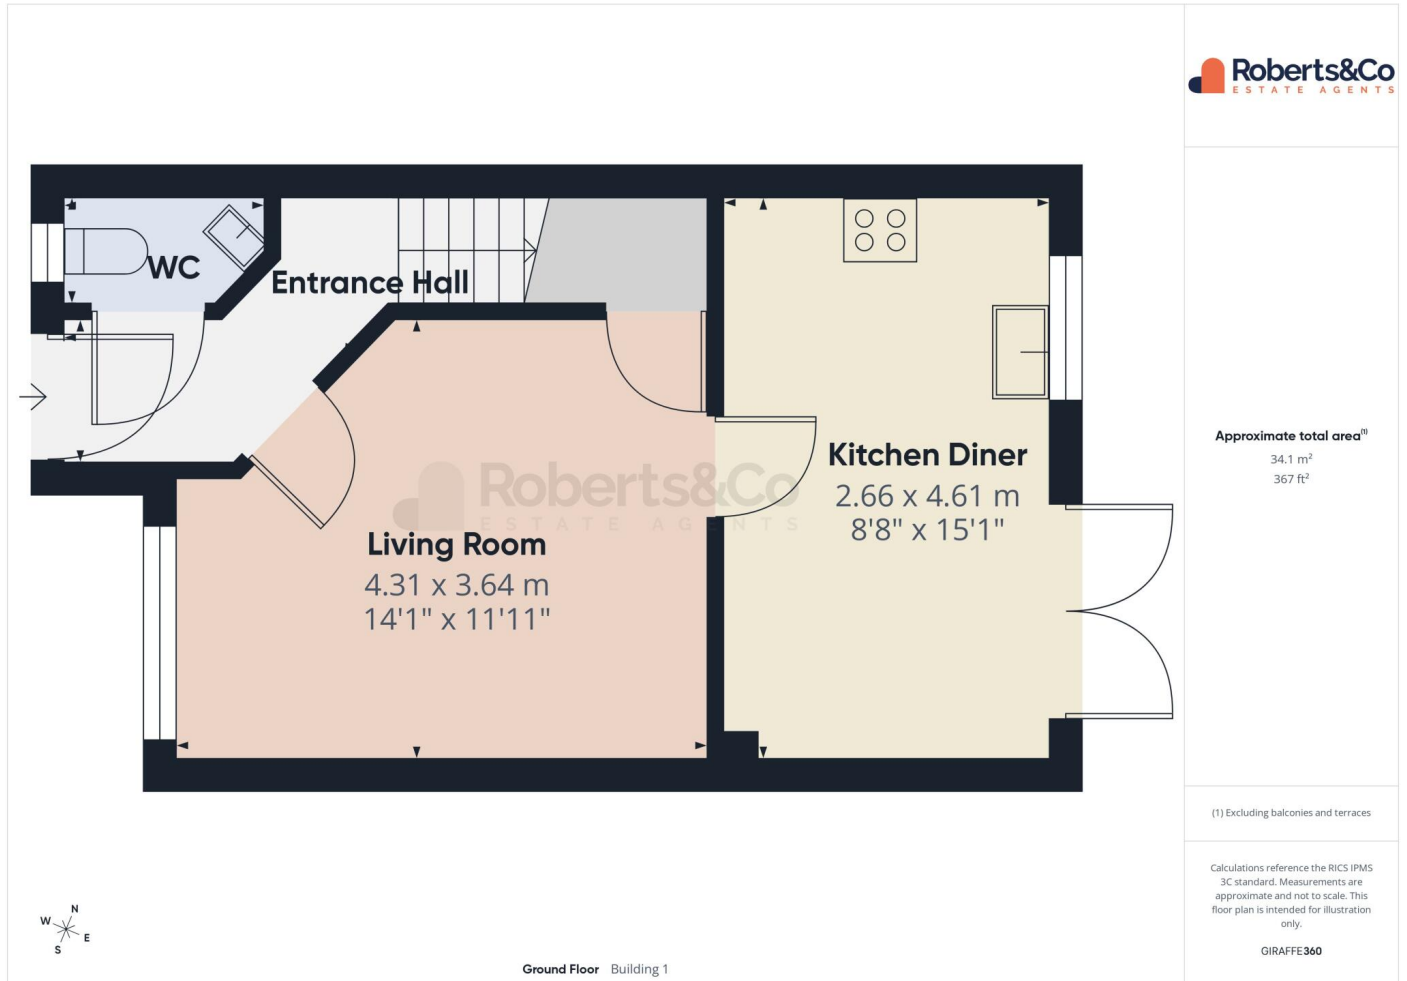 Roberts&Co
ESTATE AGENTS
WC
Entrance Hall
Kitchen Diner
2.66 x 4.61 m
8'8" x 15'1"
Roberts&Co
ESTATE AGENTS
Living Room
4.31 x 3.64 m
14'1" x 11'11"
Approximate total area(1)
34.1 m²
367 ft²
(1) Excluding balconies and terraces
Calculations reference the RICS IPMS
3C standard. Measurements are
approximate and not to scale. This
floor plan is intended for illustration
only.
GIRAFFE360
N
W
E
S
Ground Floor Building 1